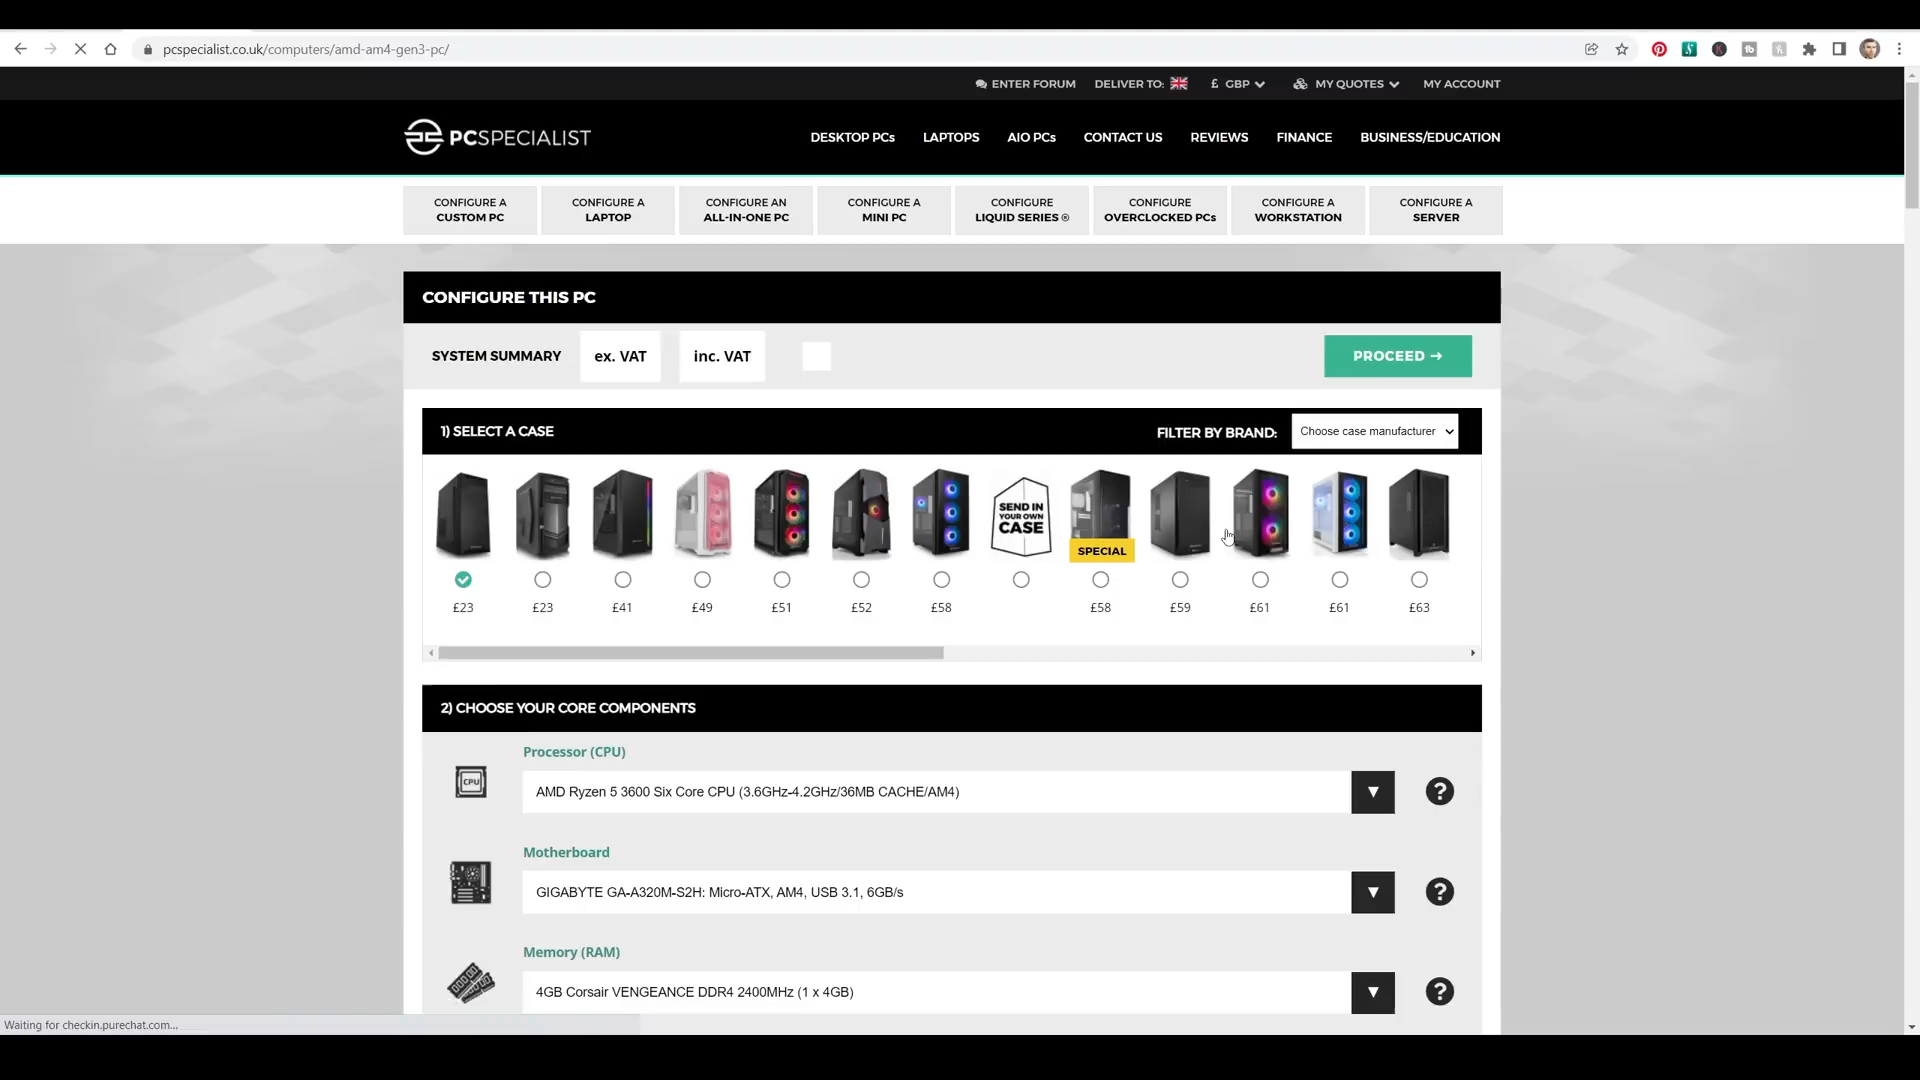 pcspecialist.co.uk/computers/amd-am4-gen3-pc/
ENTER FORUM DELIVER TO: £ GBP MY QUOTES MY ACCOUNT
PCSPECIALIST
DESKTOP PCs LAPTOPS AIO PCs CONTACT US REVIEWS FINANCE BUSINESS/EDUCATION
CONFIGURE A CUSTOM PC
CONFIGURE A LAPTOP
CONFIGURE AN ALL-IN-ONE PC
CONFIGURE A MINI PC
CONFIGURE LIQUID SERIES ®
CONFIGURE OVERCLOCKED PCs
CONFIGURE A WORKSTATION
CONFIGURE A SERVER
CONFIGURE THIS PC
SYSTEM SUMMARY ex. VAT inc. VAT PROCEED →
1) SELECT A CASE FILTER BY BRAND: Choose case manufacturer
SEND IN
YOUR OWN
CASE
SPECIAL
£23 £23 £41 £49 £51 £52 £58 £58 £59 £61 £61 £63
2) CHOOSE YOUR CORE COMPONENTS
Processor (CPU)
CPU
AMD Ryzen 5 3600 Six Core CPU (3.6GHz-4.2GHz/36MB CACHE/AM4) ?
Motherboard
GIGABYTE GA-A320M-S2H: Micro-ATX, AM4, USB 3.1, 6GB/s ?
Memory (RAM)
4GB Corsair VENGEANCE DDR4 2400MHz (1 x 4GB) ?
Waiting for checkin.purechat.com...